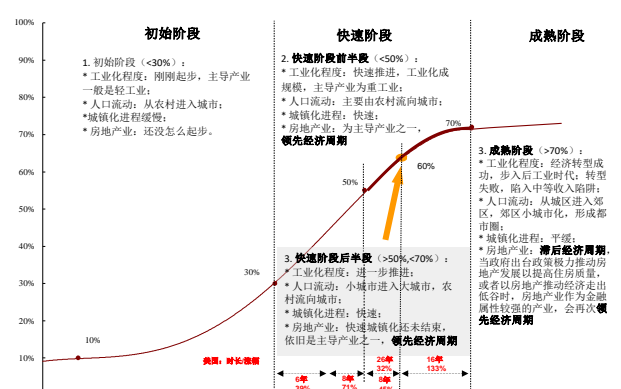 100%
90%
80%
70%
60%
50%
40%
30%
20%
10%
初始阶段
1. 初始阶段（<30%）:
* 工业化程度: 刚刚起步, 主导产业
一般是轻工业;
* 人口流动: 从农村进入城市;
*城镇化进程缓慢;
* 房地产业: 还没怎么起步。
快速阶段
2. 快速阶段前半段（<50%）:
* 工业化程度: 快速推进, 工业化成
规模, 主导产业为重工业;
* 人口流动: 主要由农村流向城市;
* 城镇化进程: 快速;
* 房地产业: 为主导产业之一,
领先经济周期
成熟阶段
3. 成熟阶段（>70%）:
* 工业化程度: 经济转型成
功, 步入后工业时代; 转型
失败, 陷入中等收入陷阱;
* 人口流动: 从城区进入郊
区, 郊区小城市化, 形成都
市圈;
* 城镇化进程: 平缓;
* 房地产业: 滞后经济周期,
当政府出台政策极力推动房
地产发展以提高住房质量,
或者以房地产推动经济走出
低谷时, 房地产业作为金融
属性较强的产业, 会再次领
先经济周期
3. 快速阶段后半段（>50%,<70%）:
* 工业化程度: 进一步推进;
* 人口流动: 小城市进入大城市, 农
村流向城市;
* 城镇化进程: 快速;
* 房地产业: 快速城镇化还未结束,
依旧是主导产业之一, 领先经济周期
10%
30%
50%
60%
70%
美国: 时长/涨幅
6年
39%
8年
71%
26年
32%
8年
16年
133%